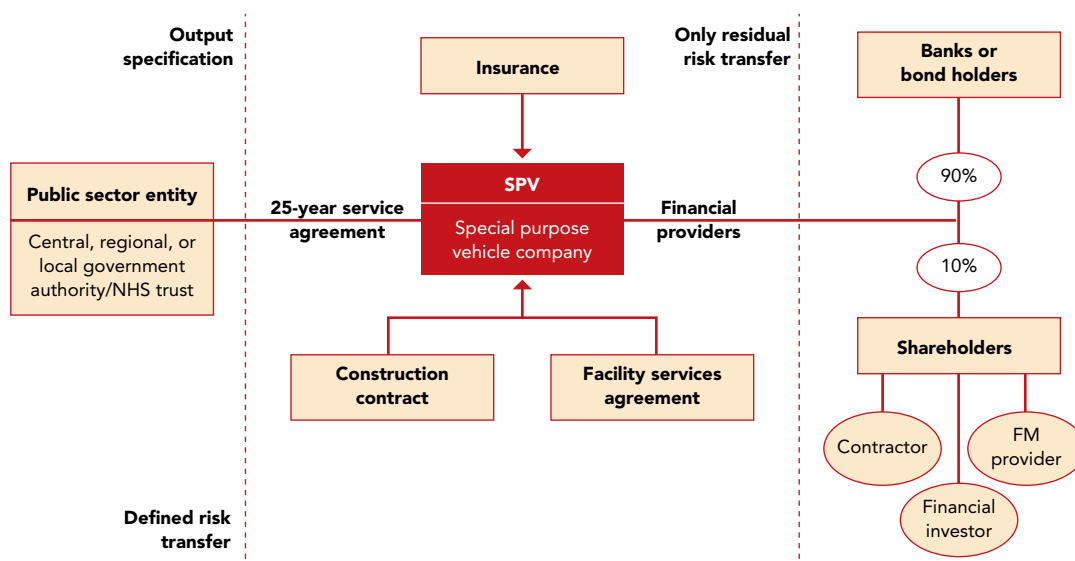 Output
specification
Insurance
Only residual
risk transfer
Banks or
bond holders
Public sector entity
Central, regional, or
local government
authority/NHS trust
25-year service
agreement
SPV
Special purpose
vehicle company
Financial
providers
90%
10%
Construction
contract
Facility services
agreement
Shareholders
Contractor
FM
provider
Financial
investor
Defined risk
transfer